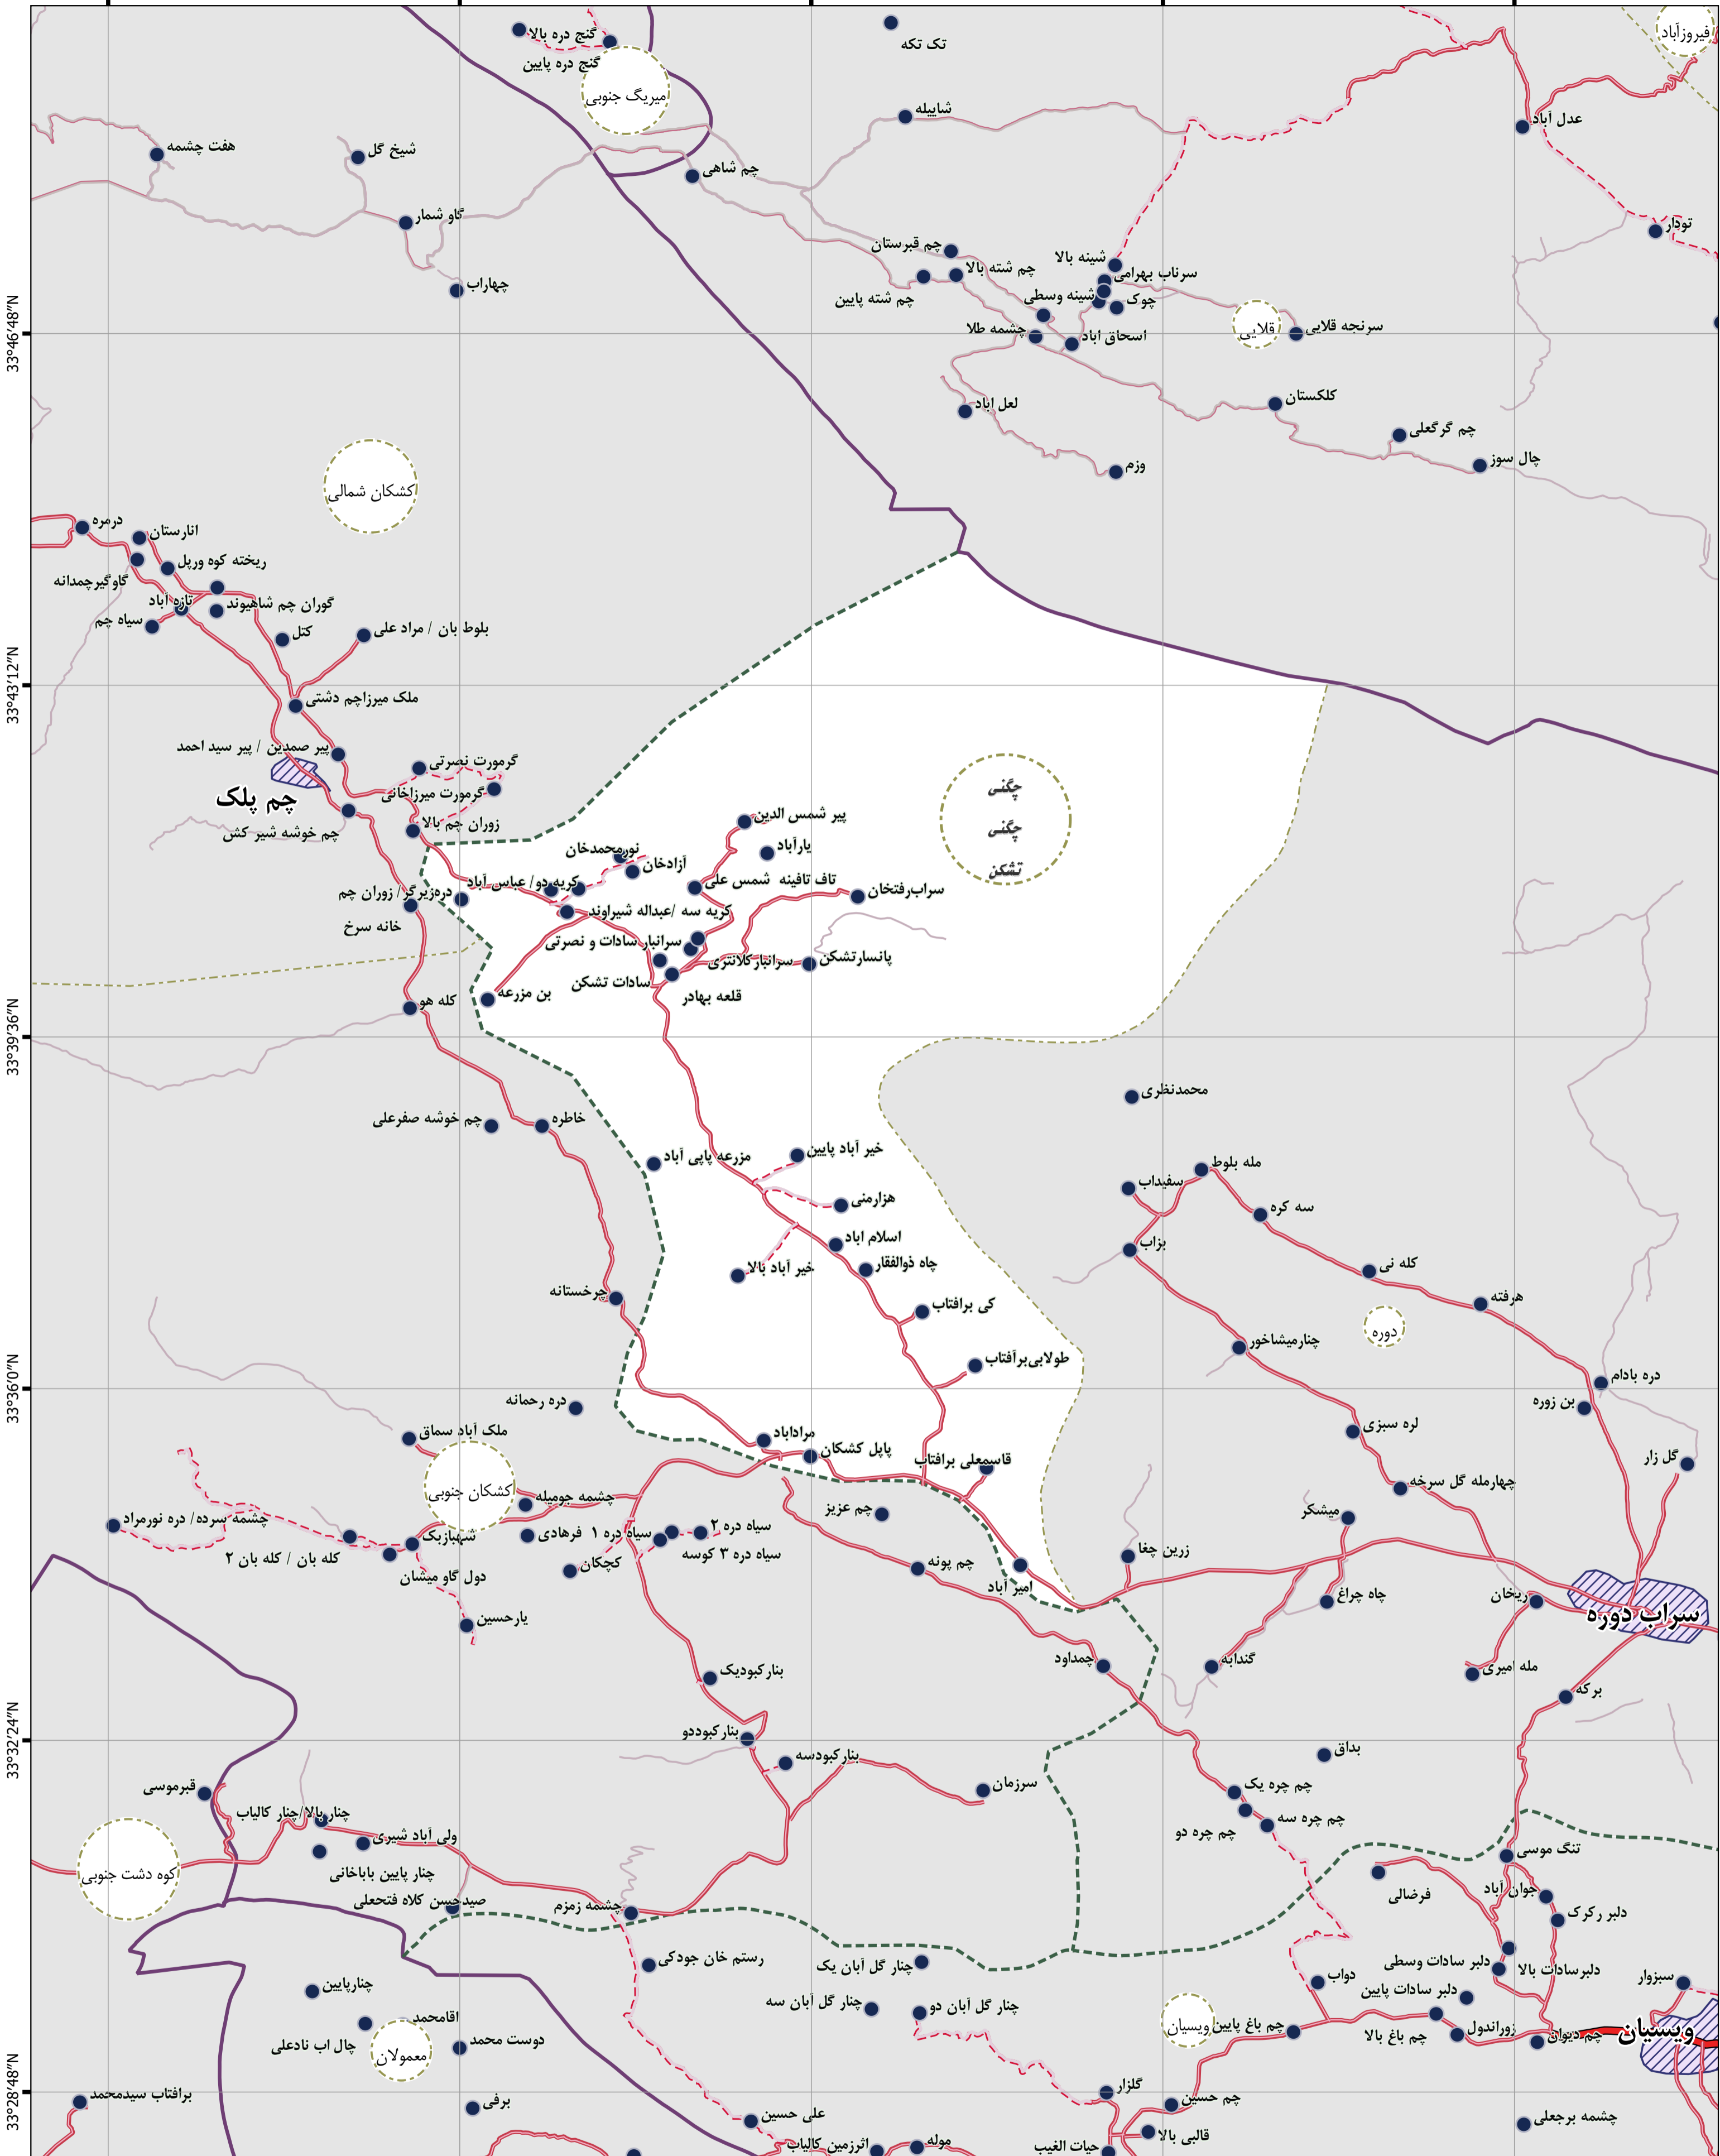 گنج دره بالا
گنج دره پایین
میریگ جنوبی
تک تکه
فیروزآباد
شاییله
عدل آباد
هفت چشمه
شیخ گل
چم شاهی
گاو شمار
تودار
چم قبرستان
شینه بالا
چم شته بالا
سرناب بهرامی
چهاراب
چم شته پایین
شینه وسطی
چوک
قلایی
سرنجه قلایی
چشمه طلا
اسحاق اباد
33°46'48"N
لعل اباد
کلکستان
چم گرگعلی
چال سوز
وزم
کشکان شمالی
درمره
انارستان
ریخته کوه وریل
گاوگیرچمدانه
تازه آباد
گوران چم شاهیوند
سیاه چم
کتل
بلوط بان / مراد علی
33°43'12"N
ملک میرزاچم دشتی
پیر صمدین / پیر سید احمد
گرمورت نصرتی
چم پلک
گرمورت میرزاخانی
چگنی
چگنی
تشکن
چم خوشه شیر کش
زوران چم بالا
پیر شمس الدین
یارآباد
نورمحمدخان
آزادخان
دره‌زیرگز/ زوران چم
کریه دو/ عباس آباد
تاف تافینه شمس علی
سراب‌رفتخان
خانه سرخ
کریه سه /عبداله شیراوند
سرانبار سادات و نصرتی
سرانبارکلانتری
پانسارتشکن
سادات تشکن
قلعه بهادر
بن مزرعه
کله هو
33°39'36"N
محمدنظری
چم خوشه صفرعلی
خاطره
مزرعه پاپی آباد
خیر آباد پایین
مله بلوط
سفیداب
هزارمنی
سه کره
اسلام اباد
بزاب
خیر آباد بالا
چاه ذوالفقار
کله نی
چرخستانه
کی برافتاب
هرفته
دوره
چنارمیشاخور
طولابی‌برآفتاب
33°36'0"N
دره رحمانه
دره بادام
بن زوره
ملک آباد سماق
مراداباد
پاپل کشکان
لره سبزی
گل زار
قاسمعلی برافتاب
کشکان جنوبی
چشمه جومیله
چهارمله گل سرخه
چشمه سرده/ دره نورمراد
چم عزیز
میشکر
کله بان / کله بان ۲
شهبازبک
فرهادی
سیاه دره ۱
سیاه دره ۲
سیاه دره ۳ کوسه
کچکان
دول گاو میشان
چم پونه
امیر آباد
زرین چغا
چاه چراغ
ریخان
سراب دوره
یارحسین
چمداود
گندابه
مله امیری
بنارکبودیک
برکه
33°32'24"N
بنارکبوددو
بنارکبودسه
بداق
قبرموسی
سرزمان
چم چره یک
چم چره سه
چم چره دو
چنار بالا/چنار کالیاب
ولی آباد شیری
کوه دشت جنوبی
چنار پایین باباخانی
تنگ موسی
فرضالی
جوان آباد
صیدحسن کلاه فتحعلی
چشمه زمزم
دلبر رکرک
رستم خان جودکی
چنار گل آبان یک
دلبر سادات وسطی
دلبرسادات بالا
چنارپایین
چنار گل آبان سه
چنار گل آبان دو
دواب
دلبر سادات پایین
سبزوار
اقامحمد
ویسیان
چم باغ پایین
چم باغ بالا
زوراندول
چم دیوان
ویسیان
چال اب نادعلی
معمولان
دوست محمد
33°28'48"N
برافتاب سیدمحمد
برفی
گلزار
چم حسین
علی حسین
چشمه برجعلی
اثرزمین کالیاب
موله
حیات الغیب
قالبی بالا